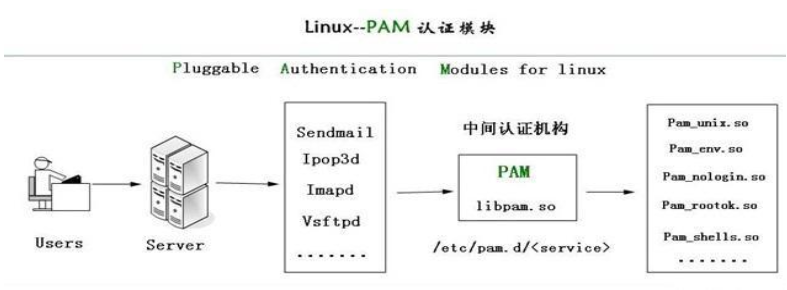 Linux--PAM 认证模块
Pluggable Authentication Modules for linux
Users
Server
Sendmail
Ipop3d
Imapd
Vsftpd
.......
中间认证机构
PAM
libpam.so
/etc/pam.d/<service>
Pam_unix.so
Pam_env.so
Pam_nologin.so
Pam_rootok.so
Pam_shells.so
.......